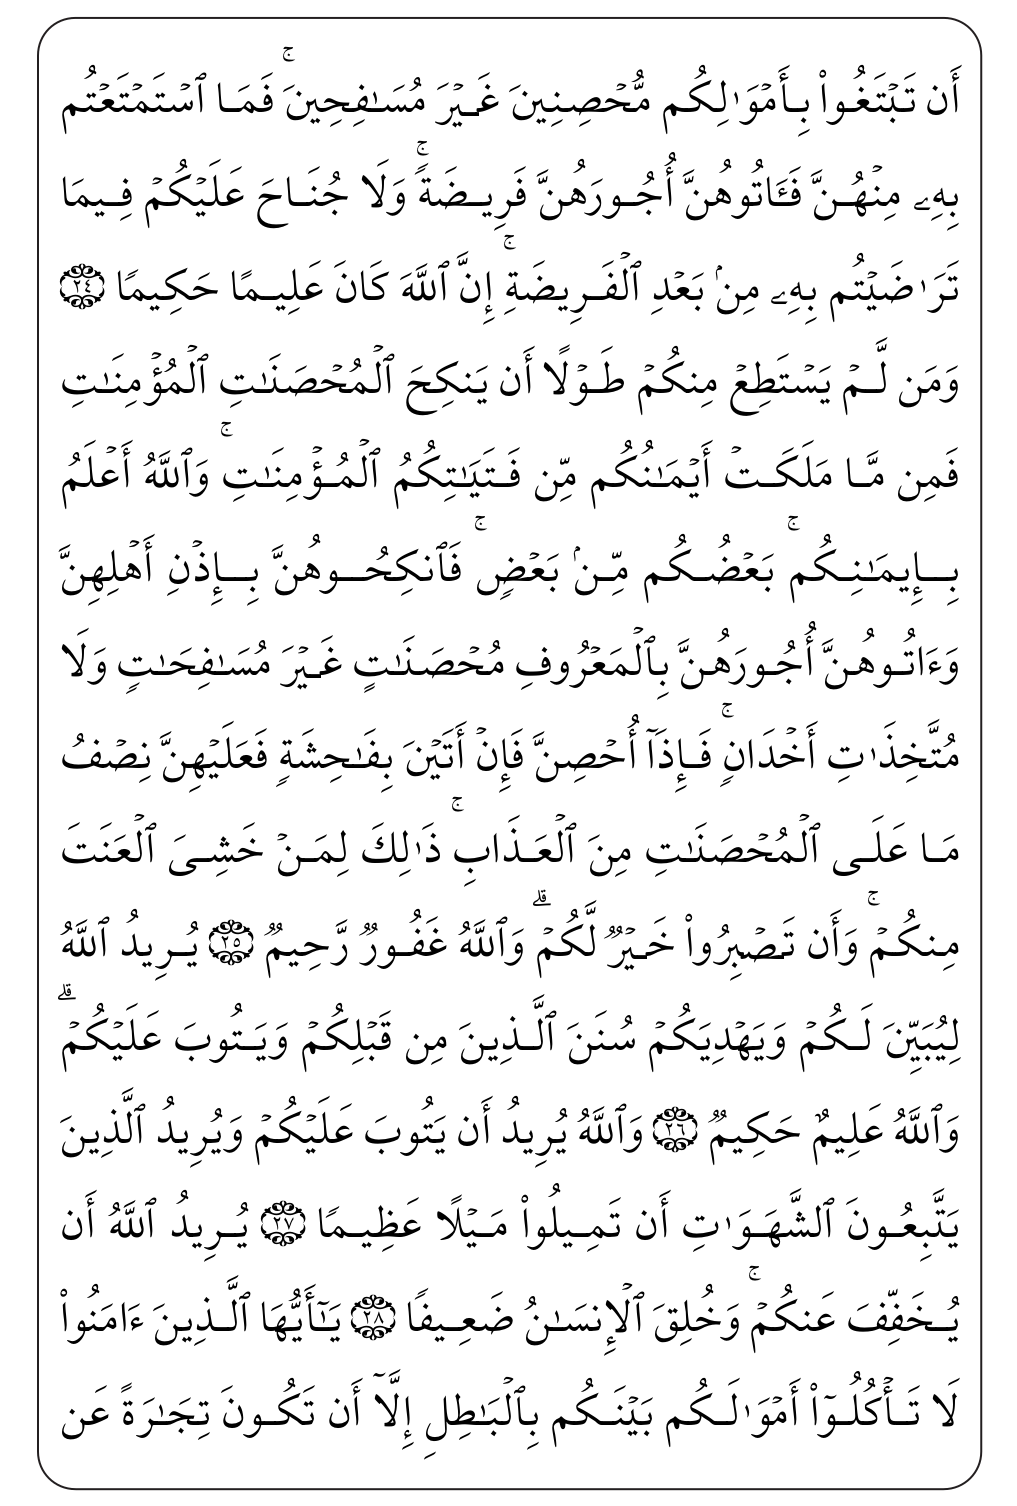 أَن تَبۡتَغُواْ بِأَمۡوَٰلِكُم مُّحۡصِنِينَ غَيۡرَ مُسَٰفِحِينَۚ فَمَا ٱسۡتَمۡتَعۡتُم
بِهِۦ مِنۡهُنَّ فَـَٔاتُوهُنَّ أُجُورَهُنَّ فَرِيضَةٗۚ وَلَا جُنَاحَ عَلَيۡكُمۡ فِيمَا
تَرَٰضَيۡتُم بِهِۦ مِنۢ بَعۡدِ ٱلۡفَرِيضَةِۚ إِنَّ ٱللَّهَ كَانَ عَلِيمًا حَكِيمٗا ٢٤
وَمَن لَّمۡ يَسۡتَطِعۡ مِنكُمۡ طَوۡلًا أَن يَنكِحَ ٱلۡمُحۡصَنَٰتِ ٱلۡمُؤۡمِنَٰتِ
فَمِن مَّا مَلَكَتۡ أَيۡمَٰنُكُم مِّن فَتَيَٰتِكُمُ ٱلۡمُؤۡمِنَٰتِۚ وَٱللَّهُ أَعۡلَمُ
بِإِيمَٰنِكُمۚ بَعۡضُكُم مِّنۢ بَعۡضٖۚ فَٱنكِحُوهُنَّ بِإِذۡنِ أَهۡلِهِنَّ
وَءَاتُوهُنَّ أُجُورَهُنَّ بِٱلۡمَعۡرُوفِ مُحۡصَنَٰتٍ غَيۡرَ مُسَٰفِحَٰتٖ وَلَا
مُتَّخِذَٰتِ أَخۡدَانٖۚ فَإِذَآ أُحۡصِنَّ فَإِنۡ أَتَيۡنَ بِفَٰحِشَةٖ فَعَلَيۡهِنَّ نِصۡفُ
مَا عَلَى ٱلۡمُحۡصَنَٰتِ مِنَ ٱلۡعَذَابِۚ ذَٰلِكَ لِمَنۡ خَشِيَ ٱلۡعَنَتَ
مِنكُمۡۚ وَأَن تَصۡبِرُواْ خَيۡرٞ لَّكُمۡۗ وَٱللَّهُ غَفُورٞ رَّحِيمٞ ٢٥ يُرِيدُ ٱللَّهُ
لِيُبَيِّنَ لَكُمۡ وَيَهۡدِيَكُمۡ سُنَنَ ٱلَّذِينَ مِن قَبۡلِكُمۡ وَيَتُوبَ عَلَيۡكُمۡۗ
وَٱللَّهُ عَلِيمٌ حَكِيمٞ ٢٦ وَٱللَّهُ يُرِيدُ أَن يَتُوبَ عَلَيۡكُمۡ وَيُرِيدُ ٱلَّذِينَ
يَتَّبِعُونَ ٱلشَّهَوَٰتِ أَن تَمِيلُواْ مَيۡلًا عَظِيمٗا ٢٧ يُرِيدُ ٱللَّهُ أَن
يُخَفِّفَ عَنكُمۡۚ وَخُلِقَ ٱلۡإِنسَٰنُ ضَعِيفٗا ٢٨ يَٰٓأَيُّهَا ٱلَّذِينَ ءَامَنُواْ
لَا تَأۡكُلُوٓاْ أَمۡوَٰلَكُم بَيۡنَكُم بِٱلۡبَٰطِلِ إِلَّآ أَن تَكُونَ تِجَٰرَةً عَن